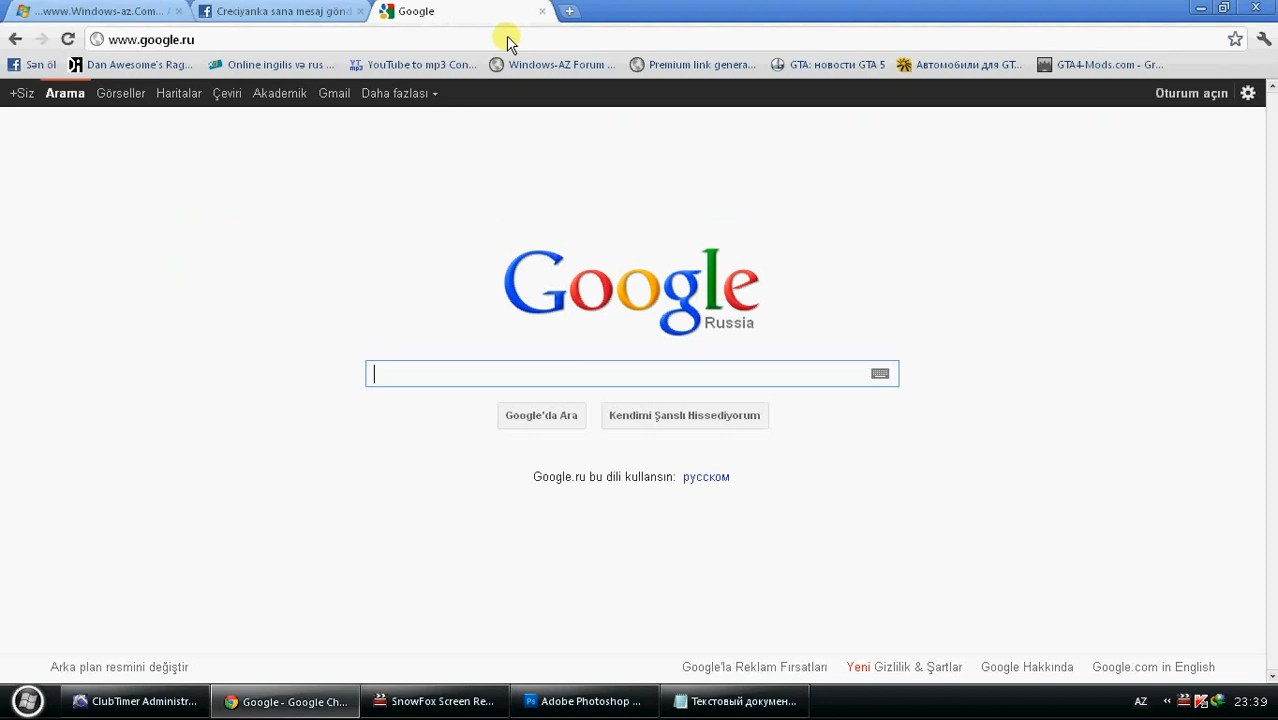 ...www.Windows-az.Com...
Creciyanka sana mesaj gönd
Google
www.google.ru
Sən öl
Dan Awesome's Rag...
Online ingilis və rus ...
YouTube to mp3 Con...
Windows-AZ Forum ...
Premium link genera...
GTA: новости GTA 5
Автомобили для GT...
GTA4-Mods.com - Gr...
+Siz Arama Görseller Haritalar Çeviri Akademik Gmail Daha fazlası
Oturum açın
Google
Russia
Google'da Ara
Kendimi Şanslı Hissediyorum
Google.ru bu dili kullansın: русском
Arka plan resmini değiştir
Google'la Reklam Fırsatları
Yeni Gizlilik & Şartlar
Google Hakkında
Google.com in English
ClubTimer Administr...
Google - Google Ch...
SnowFox Screen Re...
Adobe Photoshop ...
Текстовый докумен...
AZ
23:39